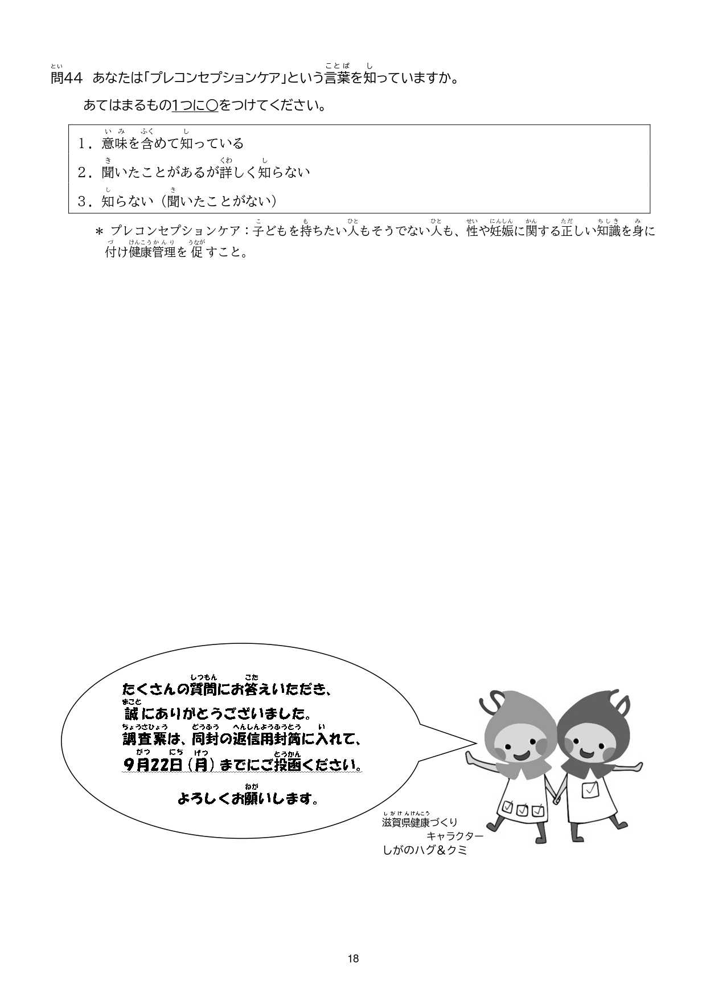 問44 あなたは「プレコンセプションケア」という言葉を知っていますか。
あてはまるもの1つに○をつけてください。
１．意味を含めて知っている
２．聞いたことがあるが詳しく知らない
３．知らない（聞いたことがない）
＊ プレコンセプションケア：子どもを持ちたい人もそうでない人も、性や妊娠に関する正しい知識を身に
付け健康管理を促すこと。
たくさんの質問にお答えいただき、
誠にありがとうございました。
調査票は、同封の返信用封筒に入れて、
９月22日（月）までにご投函ください。
よろしくお願いします。
滋賀県健康づくり
キャラクター
しがのハグ＆クミ
18